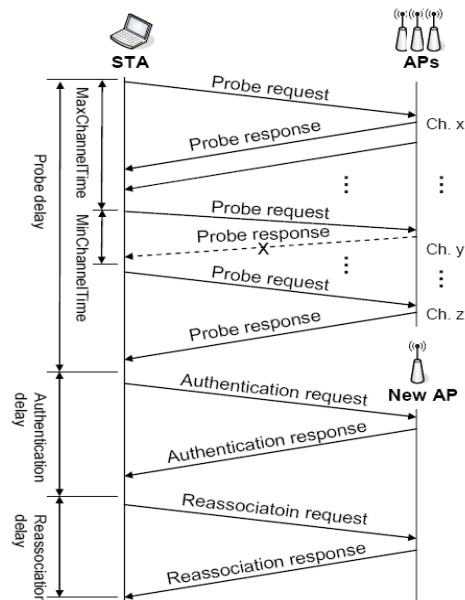 STA
APs
Probe request
MaxChannelTime
Ch. x
Probe response
Probe delay
⋮
⋮
Probe request
MinChannelTime
Probe response
X
Ch. y
⋮
⋮
Probe request
Ch. z
Probe response
New AP
Authentication request
Authentication
delay
Authentication response
Reassociatoin request
Reassociation
delay
Reassociation response